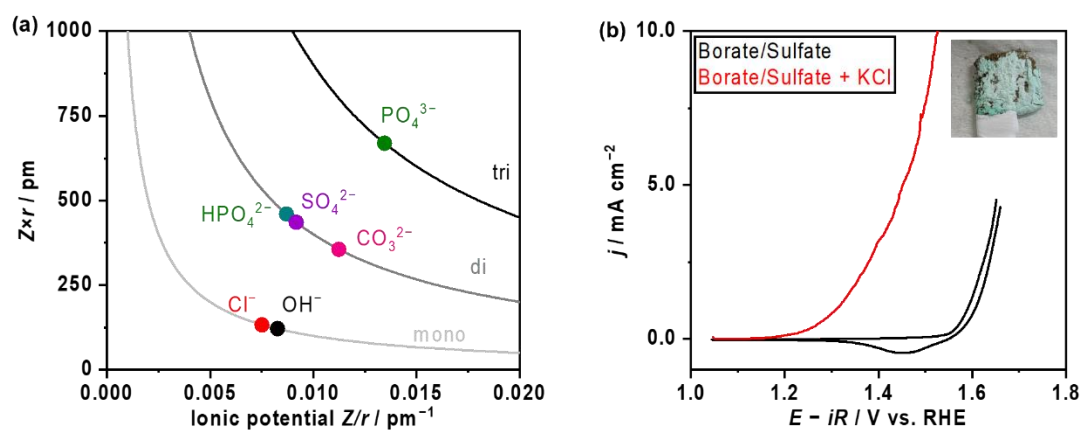 (a)
1000
750
500
250
0
Z×r / pm
PO₄³⁻
tri
HPO₄²⁻
SO₄²⁻
CO₃²⁻
di
Cl⁻
OH⁻
mono
0.000
0.005
0.010
0.015
0.020
Ionic potential Z/r / pm⁻¹
(b)
10.0
5.0
0.0
j / mA cm⁻²
Borate/Sulfate
Borate/Sulfate + KCl
1.0
1.2
1.4
1.6
1.8
E − iR / V vs. RHE